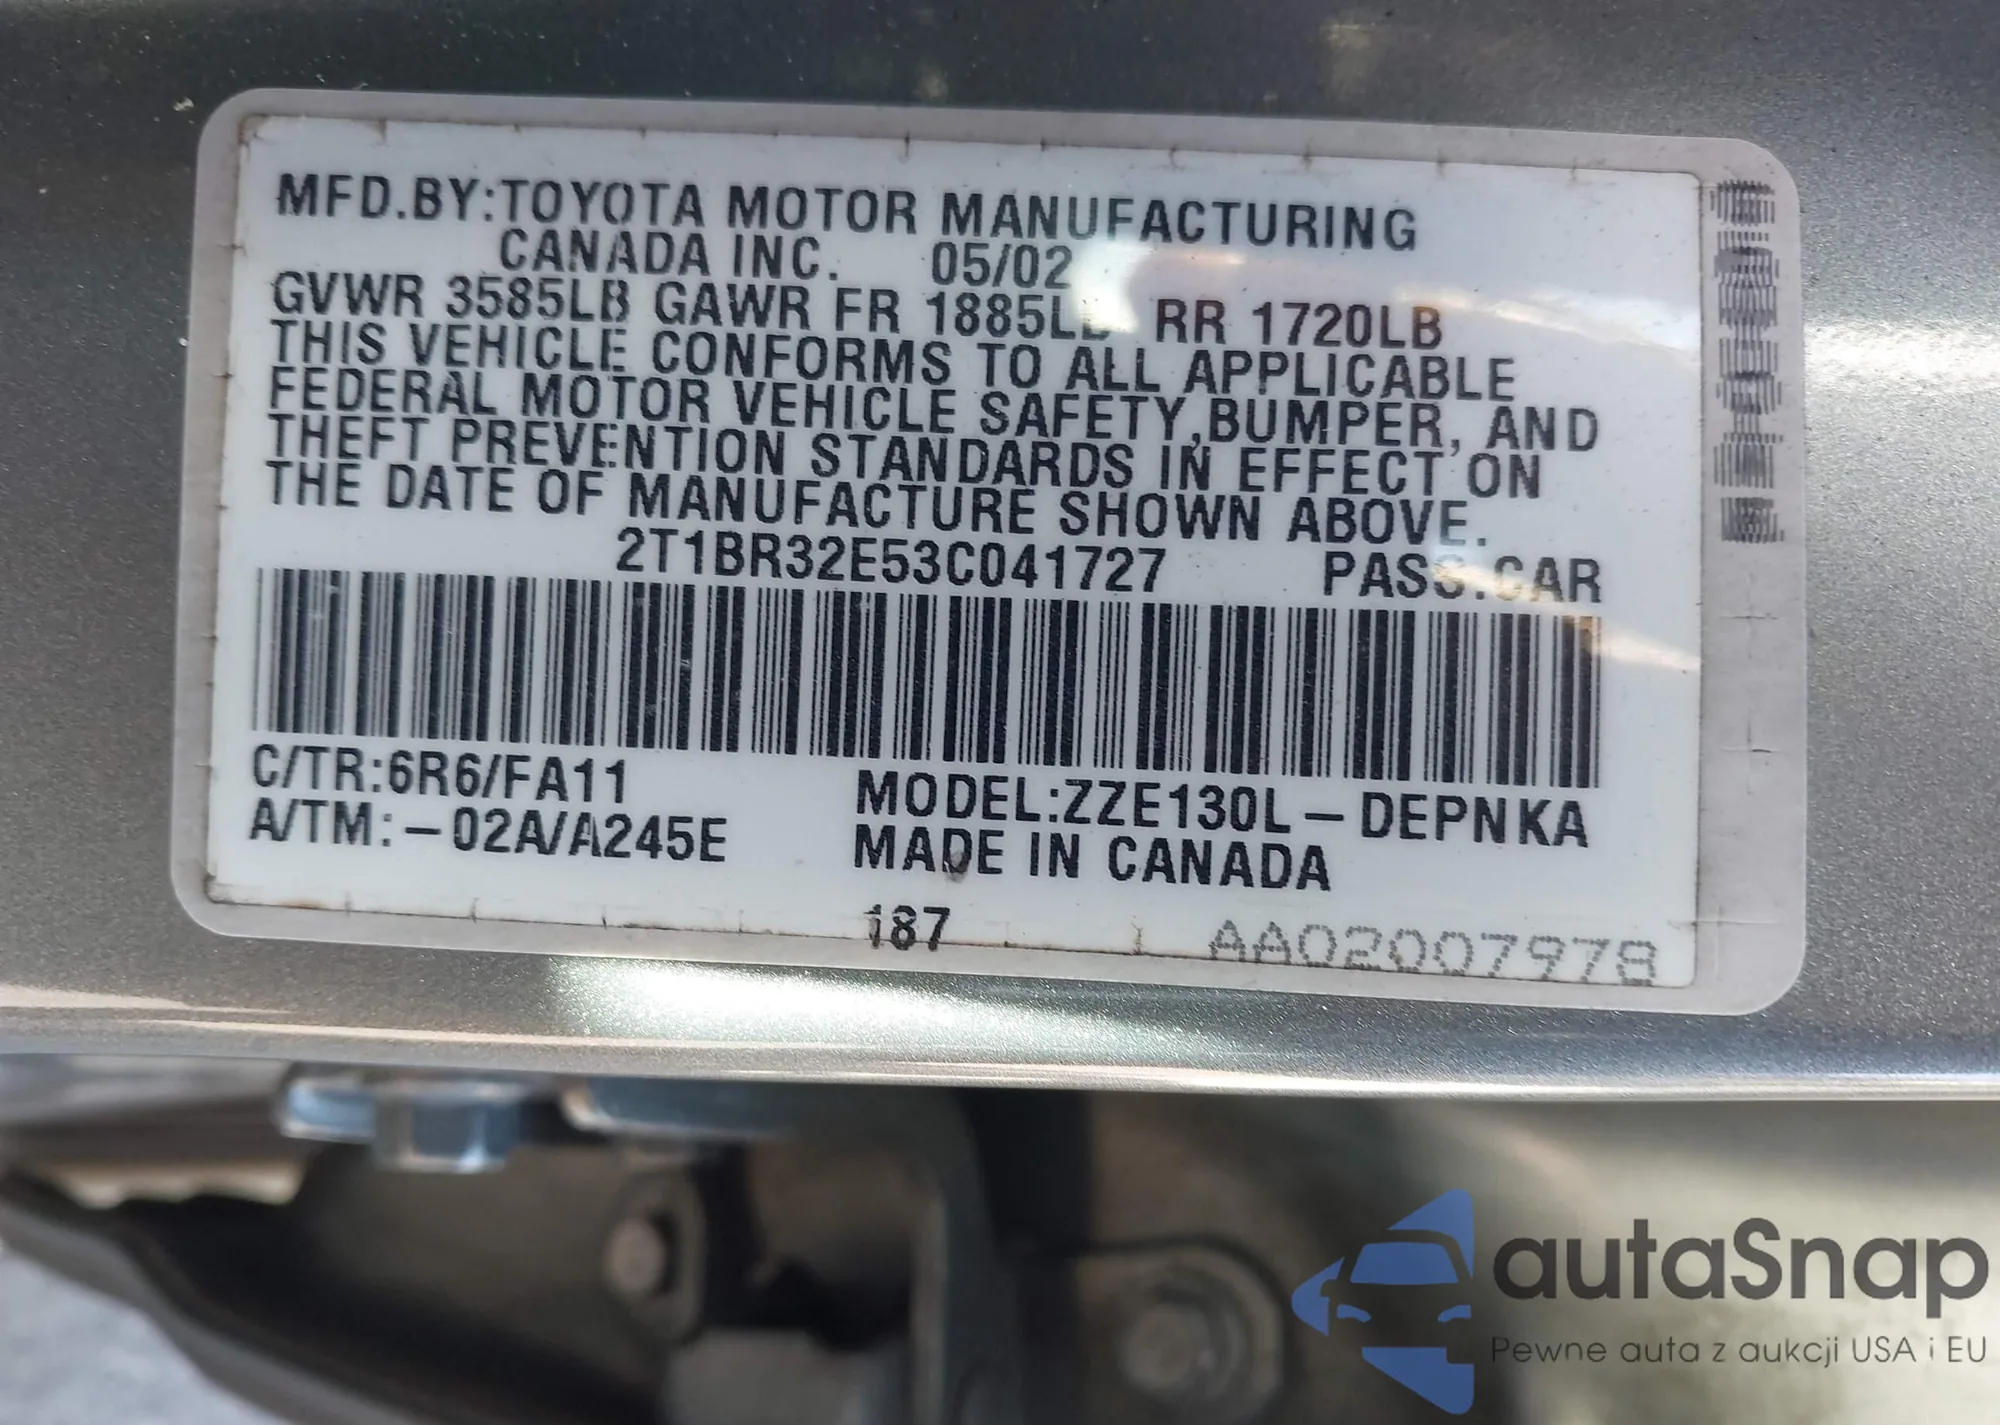 MFD.BY:TOYOTA MOTOR MANUFACTURING
CANADA INC. 05/02
GVWR 3585LB GAWR FR 1885LB RR 1720LB
THIS VEHICLE CONFORMS TO ALL APPLICABLE
FEDERAL MOTOR VEHICLE SAFETY,BUMPER, AND
THEFT PREVENTION STANDARDS IN EFFECT ON
THE DATE OF MANUFACTURE SHOWN ABOVE.
2T1BR32E53C041727 PASS.CAR
C/TR:6R6/FA11 MODEL:ZZE130L-DEPNKA
A/TM:-02A/A245E MADE IN CANADA
187 AA02007978
autaSnap
Pewne auta z aukcji USA i EU